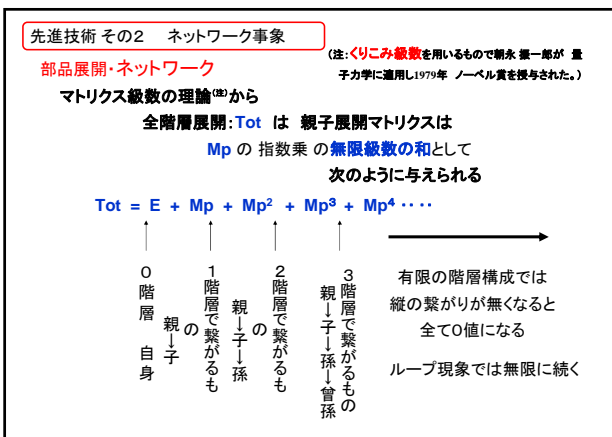 先進技術 その2　ネットワーク事象
(注:くりこみ級数を用いるもので朝永 振一郎が 量
子力学に適用し1979年 ノーベル賞を授与された。)
部品展開・ネットワーク
マトリクス級数の理論(注)から
全階層展開:Tot は 親子展開マトリクスは
Mp の 指数乗 の無限級数の和として
次のように与えられる
Tot = E + Mp + Mp² + Mp³ + Mp⁴ ‥‥
0階層 自身
1階層で繋がるも
の
親→子
2階層で繋がるも
の
親→子→孫
3階層で繋がるもの
親→子→孫→曾孫
有限の階層構成では
縦の繋がりが無くなると
全て0値になる
ループ現象では無限に続く